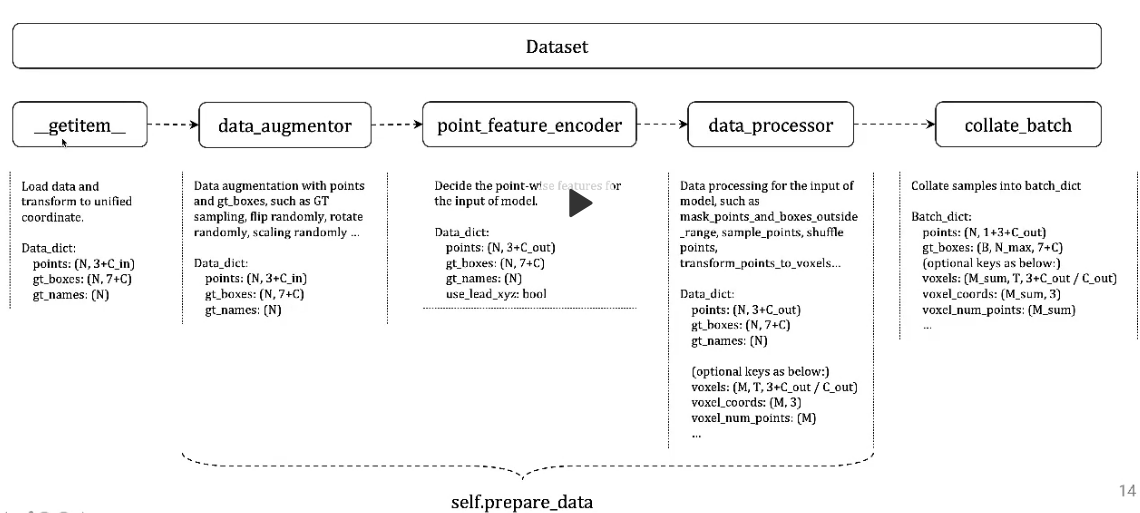 Dataset
__getitem__
data_augmentor
point_feature_encoder
data_processor
collate_batch
Load data and
transform to unified
coordinate.
Data_dict:
points: (N, 3+C_in)
gt_boxes: (N, 7+C)
gt_names: (N)
Data augmentation with points
and gt_boxes, such as GT
sampling, flip randomly, rotate
randomly, scaling randomly ...
Data_dict:
points: (N, 3+C_in)
gt_boxes: (N, 7+C)
gt_names: (N)
Decide the point-wise features for
the input of model.
Data_dict:
points: (N, 3+C_out)
gt_boxes: (N, 7+C)
gt_names: (N)
use_lead_xyz: bool
Data processing for the input of
model, such as
mask_points_and_boxes_outside
_range, sample_points, shuffle
points,
transform_points_to_voxels...
Data_dict:
points: (N, 3+C_out)
gt_boxes: (N, 7+C)
gt_names: (N)
(optional keys as below:)
voxels: (M, T, 3+C_out / C_out)
voxel_coords: (M, 3)
voxel_num_points: (M)
...
Collate samples into batch_dict
Batch_dict:
points: (N, 1+3+C_out)
gt_boxes: (B, N_max, 7+C)
(optional keys as below:)
voxels: (M_sum, T, 3+C_out / C_out)
voxel_coords: (M_sum, 3)
voxel_num_points: (M_sum)
...
self.prepare_data
14